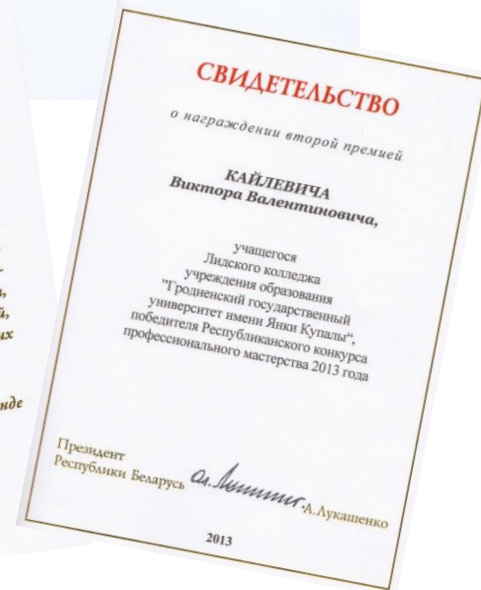 СВИДЕТЕЛЬСТВО
о награждении второй премией
КАЙЛЕВИЧА
Виктора Валентиновича,
учащегося
Лидского колледжа
учреждения образования
"Гродненский государственный
университет имени Янки Купалы“,
победителя Республиканского конкурса
профессионального мастерства 2013 года
Президент
Республики Беларусь
А.Лукашенко
2013